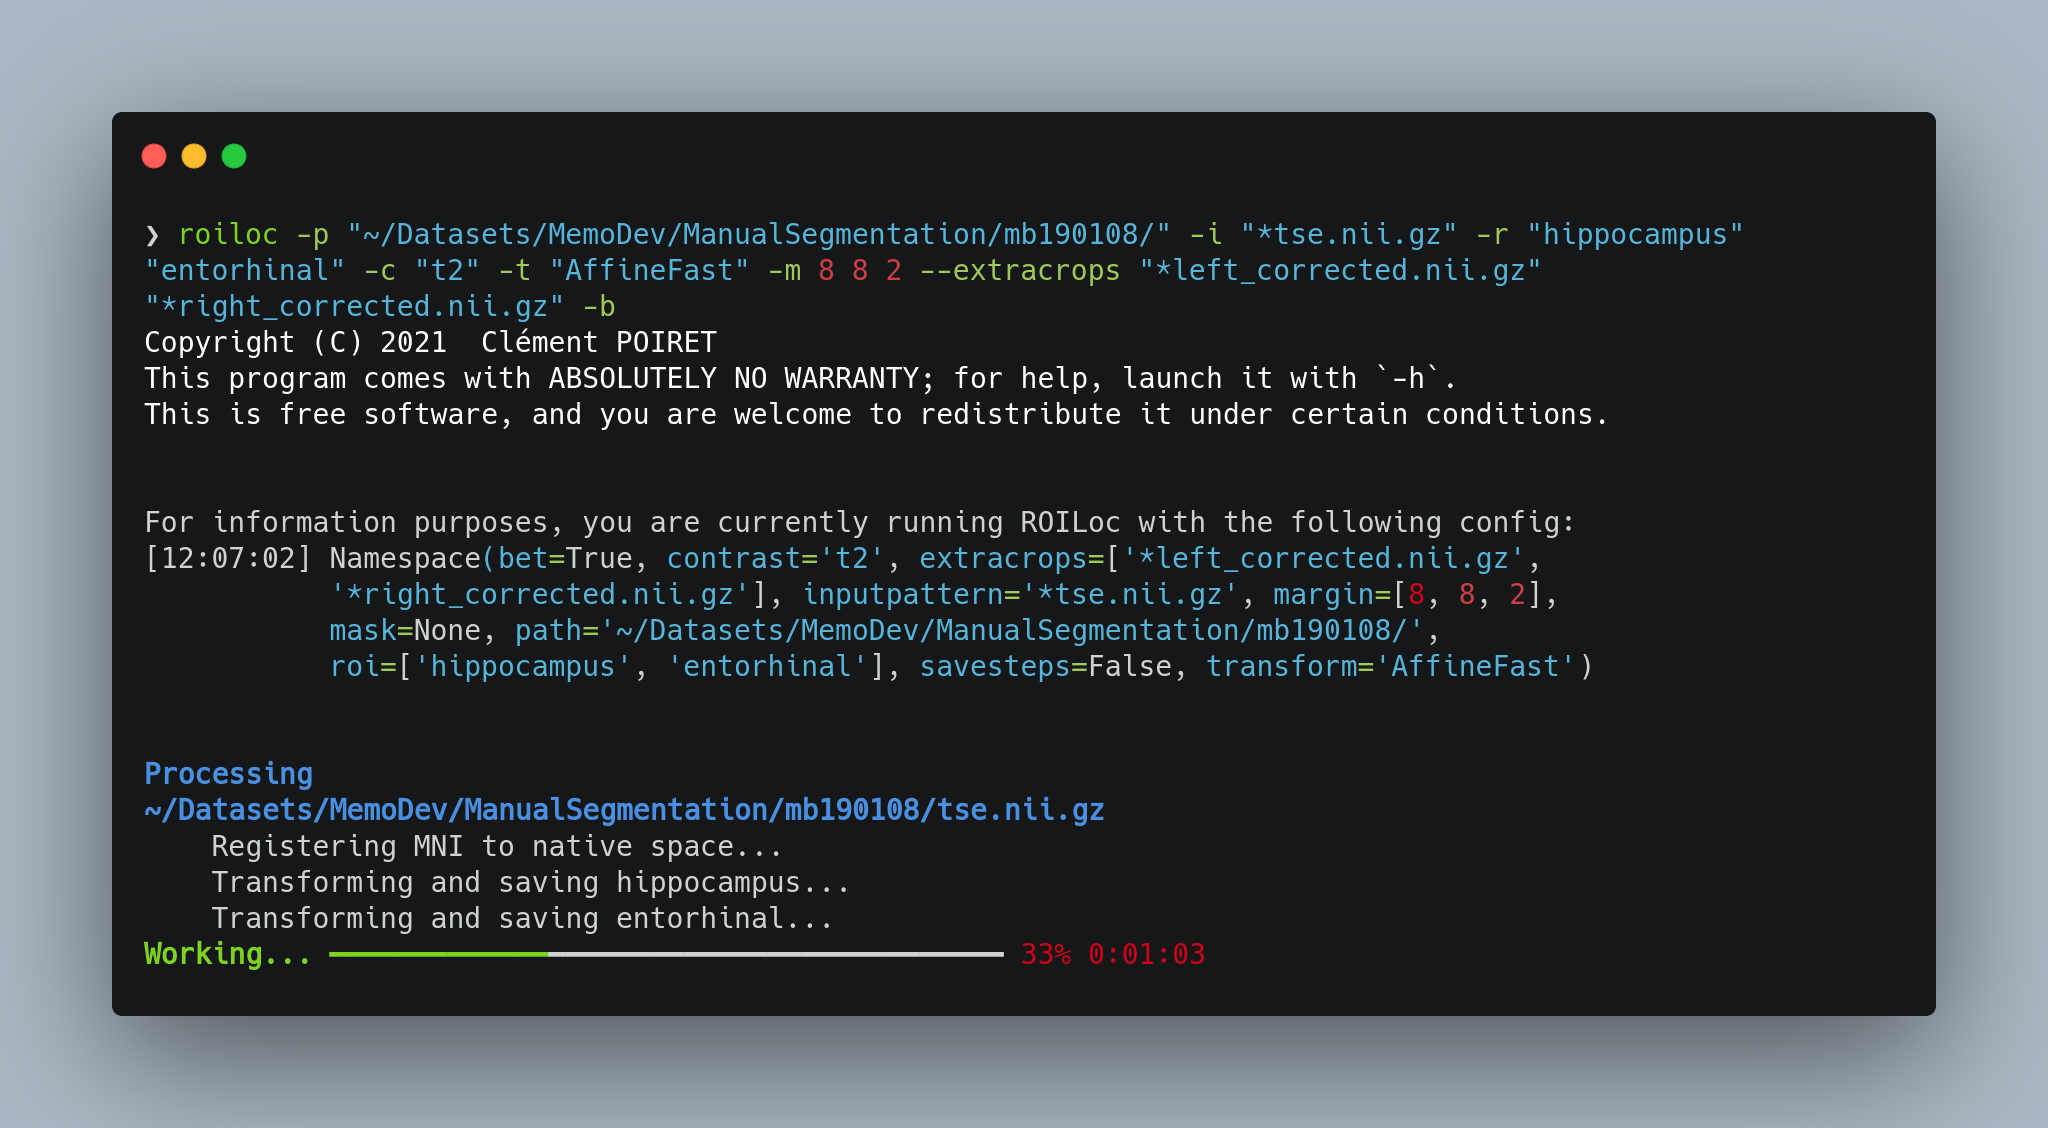 ❯ roiloc -p "~/Datasets/MemoDev/ManualSegmentation/mb190108/" -i "*tse.nii.gz" -r "hippocampus"
"entorhinal" -c "t2" -t "AffineFast" -m 8 8 2 --extracrops "*left_corrected.nii.gz"
"*right_corrected.nii.gz" -b
Copyright (C) 2021  Clément POIRET
This program comes with ABSOLUTELY NO WARRANTY; for help, launch it with `-h`.
This is free software, and you are welcome to redistribute it under certain conditions.
For information purposes, you are currently running ROILoc with the following config:
[12:07:02] Namespace(bet=True, contrast='t2', extracrops=['*left_corrected.nii.gz',
'*right_corrected.nii.gz'], inputpattern='*tse.nii.gz', margin=[8, 8, 2],
mask=None, path='~/Datasets/MemoDev/ManualSegmentation/mb190108/',
roi=['hippocampus', 'entorhinal'], savesteps=False, transform='AffineFast')
Processing
~/Datasets/MemoDev/ManualSegmentation/mb190108/tse.nii.gz
Registering MNI to native space...
Transforming and saving hippocampus...
Transforming and saving entorhinal...
Working... 33% 0:01:03